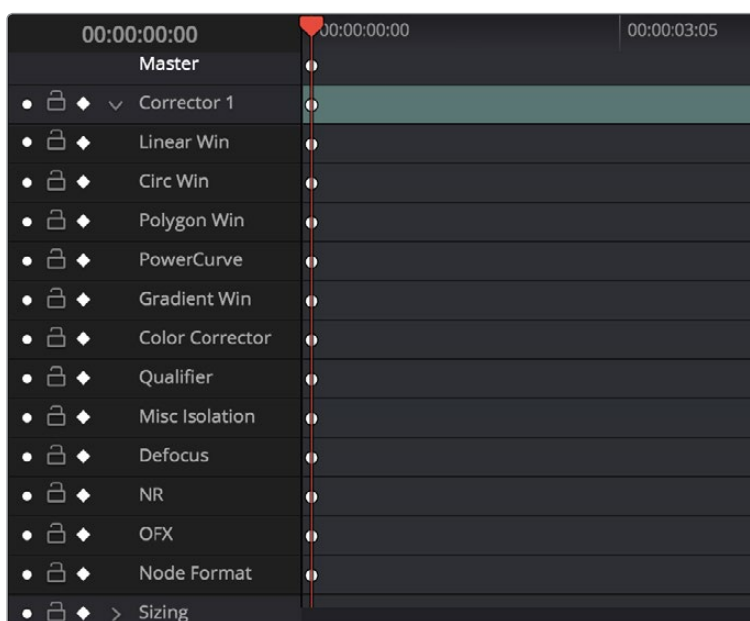 00:00:00:00 00:00:00:00 00:00:03:05
Master
Corrector 1
Linear Win
Circ Win
Polygon Win
PowerCurve
Gradient Win
Color Corrector
Qualifier
Misc Isolation
Defocus
NR
OFX
Node Format
Sizing